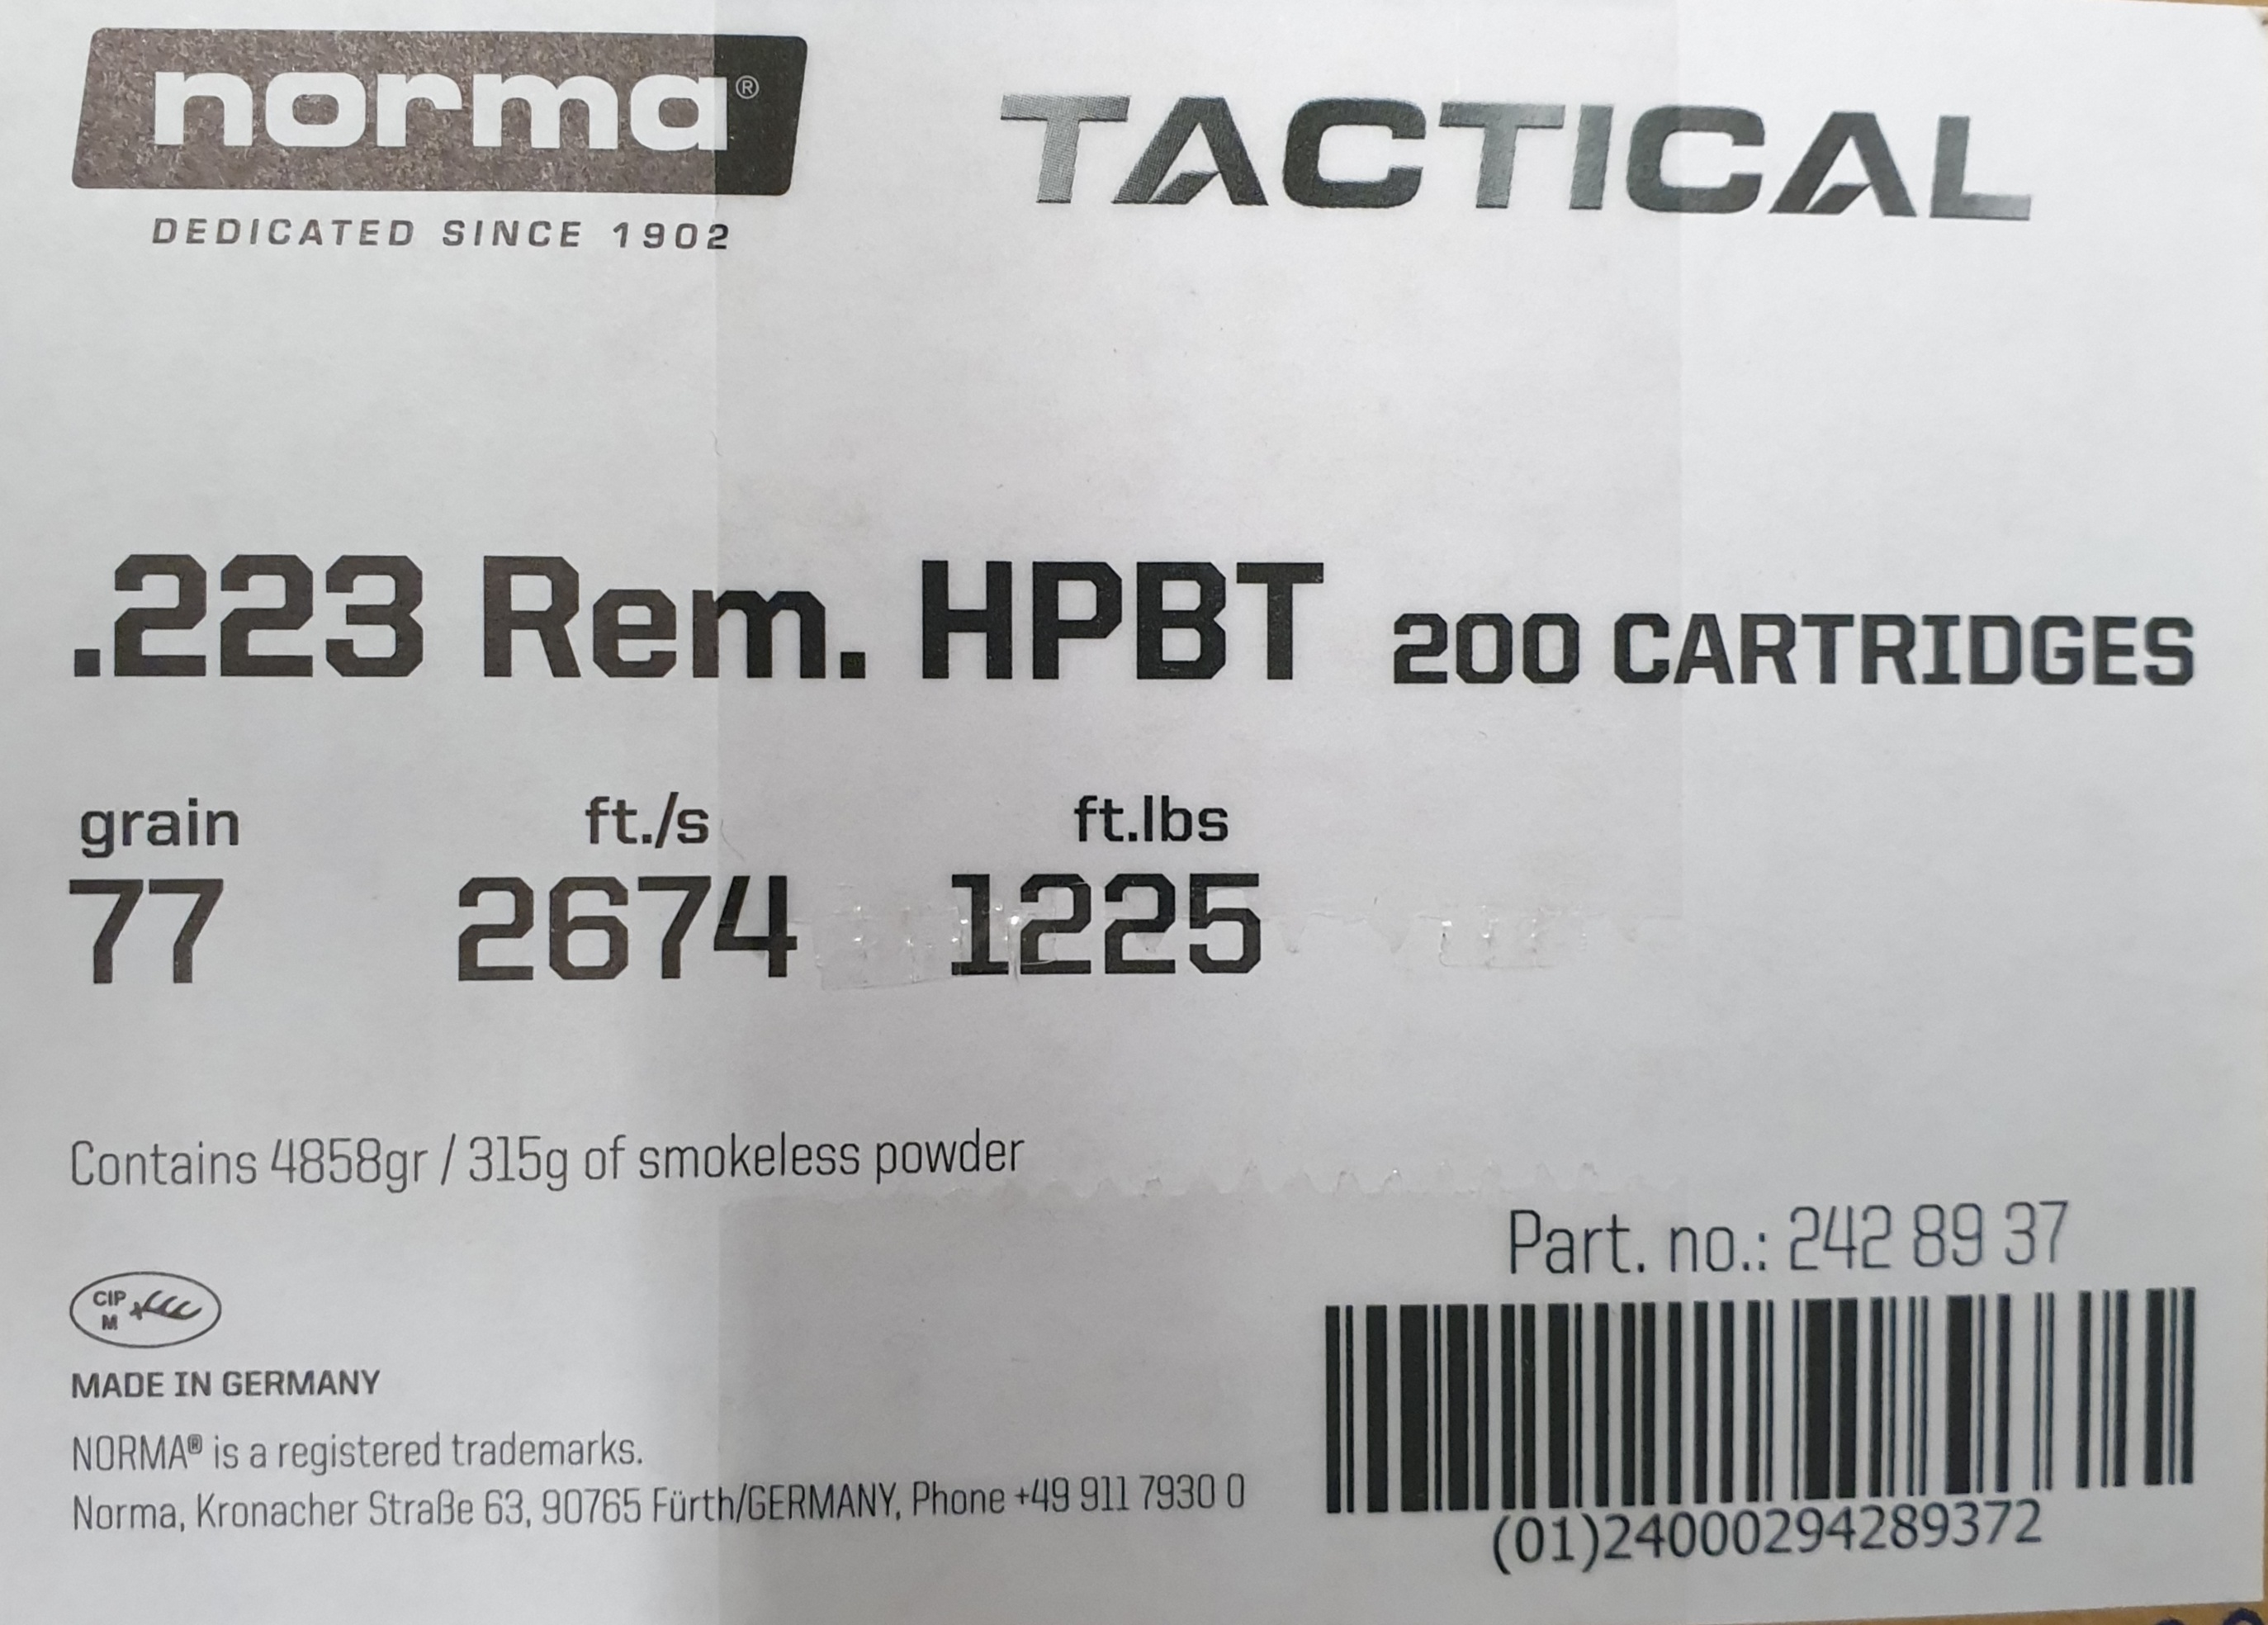 norma®
DEDICATED SINCE 1902
TACTICAL
.223 Rem. HPBT 200 CARTRIDGES
grain ft./s ft.lbs
77 2674 1225
Contains 4858gr / 315g of smokeless powder
Part. no.: 242 89 37
CIP
M
MADE IN GERMANY
NORMA® is a registered trademarks.
Norma, Kronacher Straße 63, 90765 Fürth/GERMANY, Phone +49 911 7930 0
(01)24000294289372